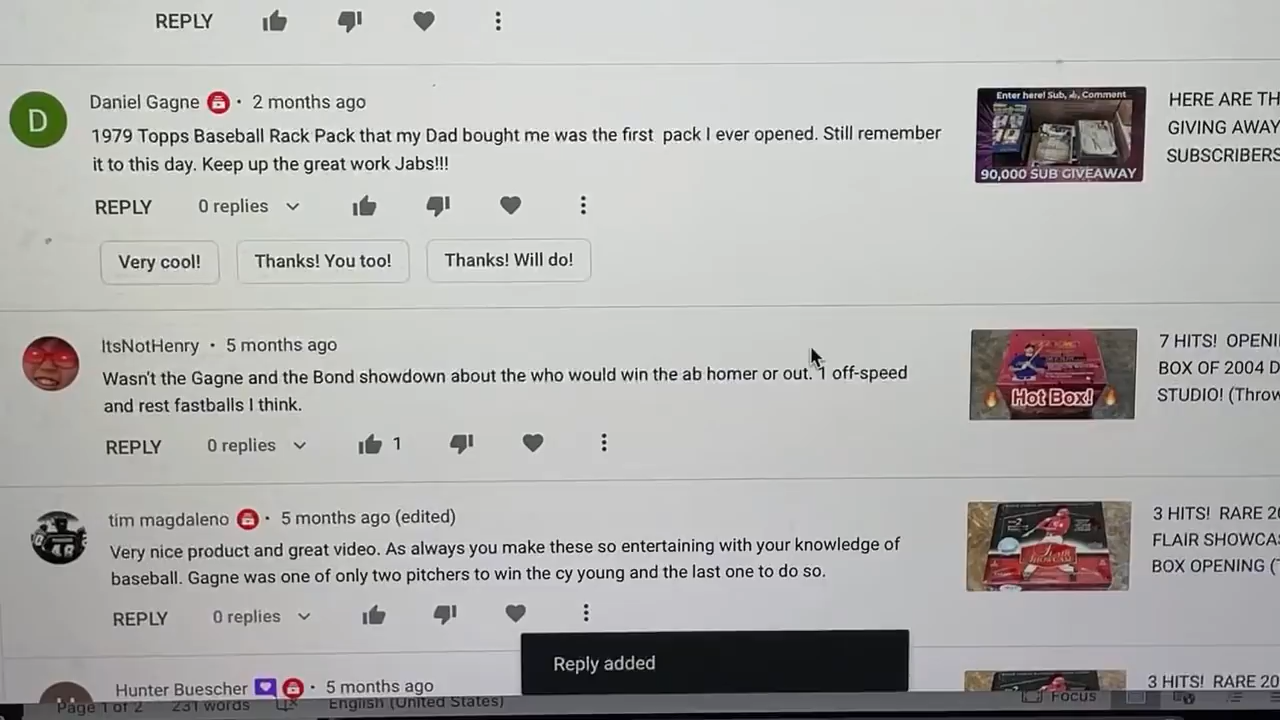 REPLY
D
Daniel Gagne · 2 months ago
1979 Topps Baseball Rack Pack that my Dad bought me was the first pack I ever opened. Still remember
it to this day. Keep up the great work Jabs!!!
REPLY 0 replies
Very cool! Thanks! You too! Thanks! Will do!
Enter here! Sub, 👍, Comment
90,000 SUB GIVEAWAY
HERE ARE TH
GIVING AWAY
SUBSCRIBERS
ItsNotHenry · 5 months ago
Wasn't the Gagne and the Bond showdown about the who would win the ab homer or out. 1 off-speed
and rest fastballs I think.
REPLY 0 replies 1
Hot Box!
7 HITS! OPENI
BOX OF 2004 D
STUDIO! (Throw
tim magdaleno · 5 months ago (edited)
Very nice product and great video. As always you make these so entertaining with your knowledge of
baseball. Gagne was one of only two pitchers to win the cy young and the last one to do so.
REPLY 0 replies
3 HITS! RARE 20
FLAIR SHOWCAS
BOX OPENING (T
Reply added
Hunter Buescher · 5 months ago
3 HITS! RARE 20
Page 1 of 2 231 words English (United States) Focus